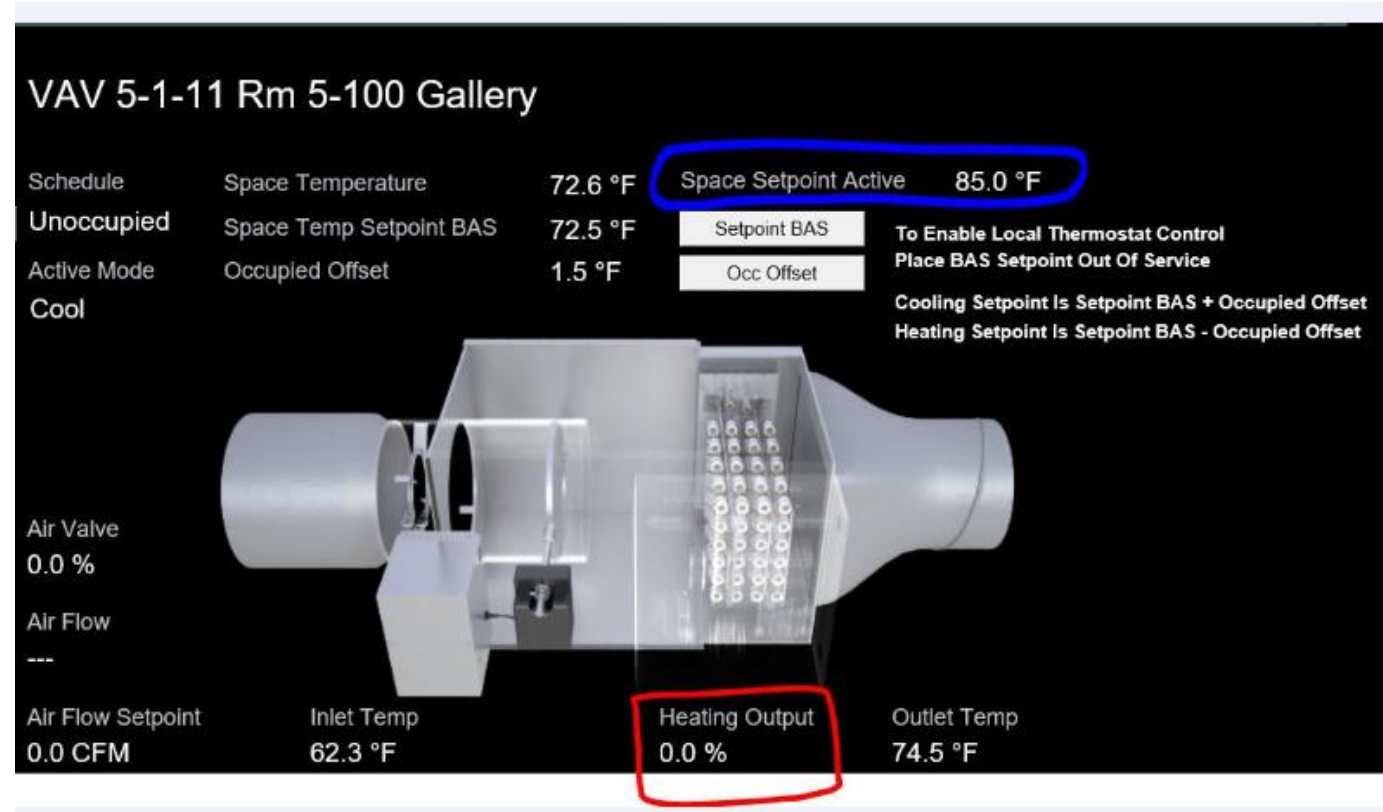 VAV 5-1-11 Rm 5-100 Gallery
Schedule
Unoccupied
Active Mode
Cool
Space Temperature 72.6 °F
Space Temp Setpoint BAS 72.5 °F
Occupied Offset 1.5 °F
Space Setpoint Active 85.0 °F
Setpoint BAS
Occ Offset
To Enable Local Thermostat Control
Place BAS Setpoint Out Of Service
Cooling Setpoint Is Setpoint BAS + Occupied Offset
Heating Setpoint Is Setpoint BAS - Occupied Offset
Air Valve
0.0 %
Air Flow
---
Air Flow Setpoint
0.0 CFM
Inlet Temp
62.3 °F
Heating Output
0.0 %
Outlet Temp
74.5 °F